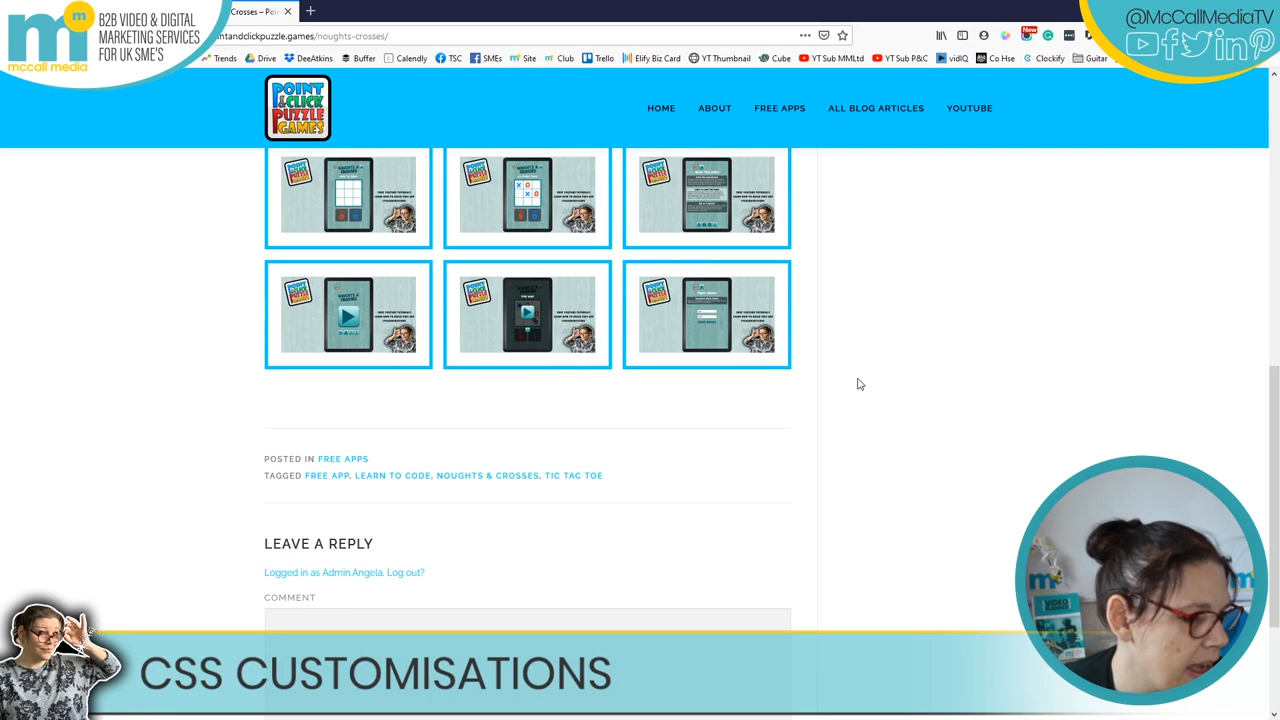 m
m
mccall media
B2B VIDEO & DIGITAL
MARKETING SERVICES
FOR UK SME'S
Crosses – Poi
@McCallMediaTV
intandclickpuzzle.games/noughts-crosses/
New
Trends
Drive
DeeAtkins
Buffer
Calendly
TSC
SMEs
Site
Club
Trello
Elify Biz Card
YT Thumbnail
Cube
YT Sub MMLtd
YT Sub P&C
vidIQ
Co Hse
Clockify
Guitar
POINT
& CLICK
PUZZLE
GAMES
HOME
ABOUT
FREE APPS
ALL BLOG ARTICLES
YOUTUBE
POSTED IN FREE APPS
TAGGED FREE APP, LEARN TO CODE, NOUGHTS & CROSSES, TIC TAC TOE
LEAVE A REPLY
Logged in as Admin.Angela. Log out?
COMMENT
CSS CUSTOMISATIONS